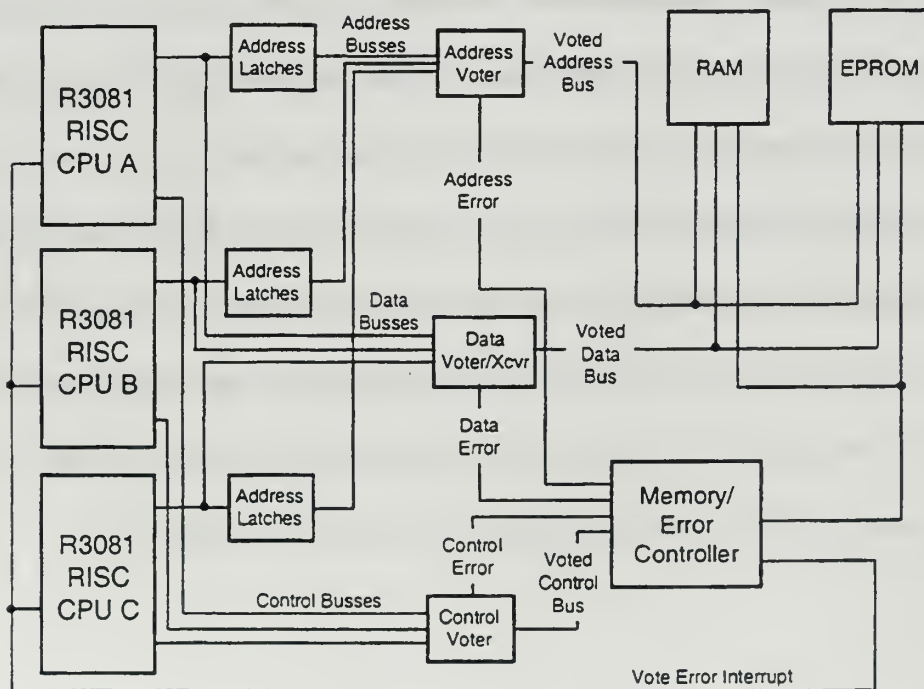 R3081
RISC
CPU A
Address
Latches
Address
Busses
Address
Voter
Voted
Address
Bus
RAM
EPROM
Address
Error
R3081
RISC
CPU B
Address
Latches
Data
Busses
Data
Voter/Xcvr
Voted
Data
Bus
Data
Error
R3081
RISC
CPU C
Address
Latches
Memory/
Error
Controller
Control
Error
Voted
Control
Bus
Control Busses
Control
Voter
Vote Error Interrupt